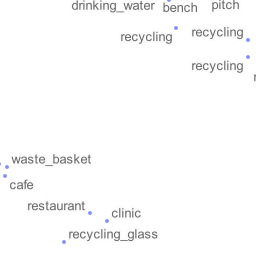 drinking_water
bench
pitch
recycling
recycling
recycling
waste_basket
cafe
restaurant
clinic
recycling_glass